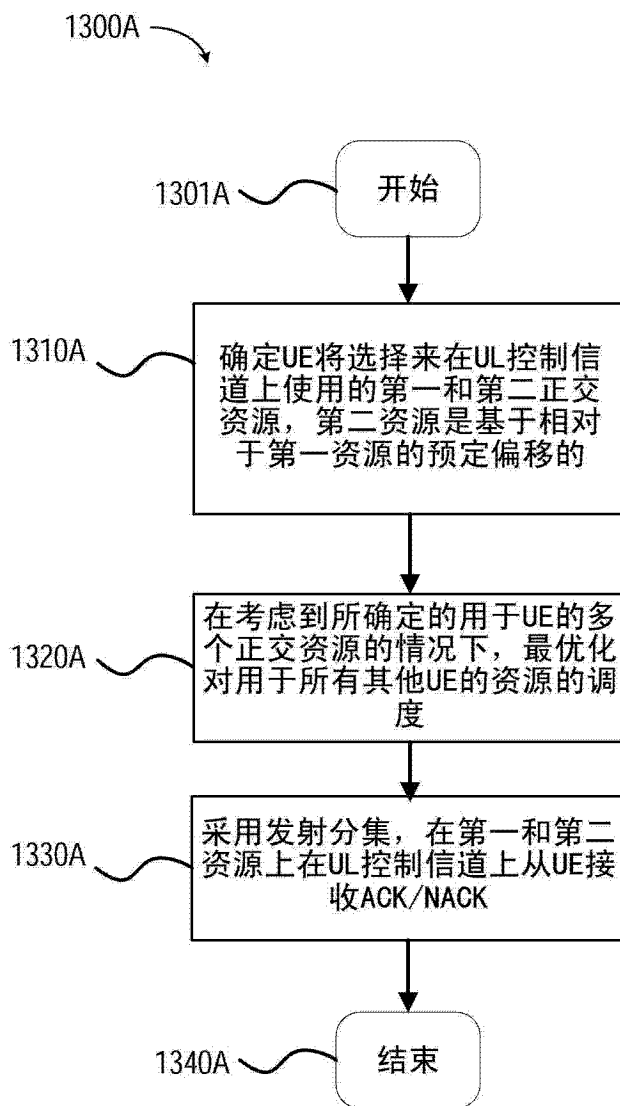 1300A
1301A
开始
1310A
确定UE将选择来在UL控制信
道上使用的第一和第二正交
资源，第二资源是基于相对
于第一资源的预定偏移的
1320A
在考虑到所确定的用于UE的多
个正交资源的情况下，最优化
对用于所有其他UE的资源的调
度
1330A
采用发射分集，在第一和第二
资源上在UL控制信道上从UE接
收ACK/NACK
1340A
结束